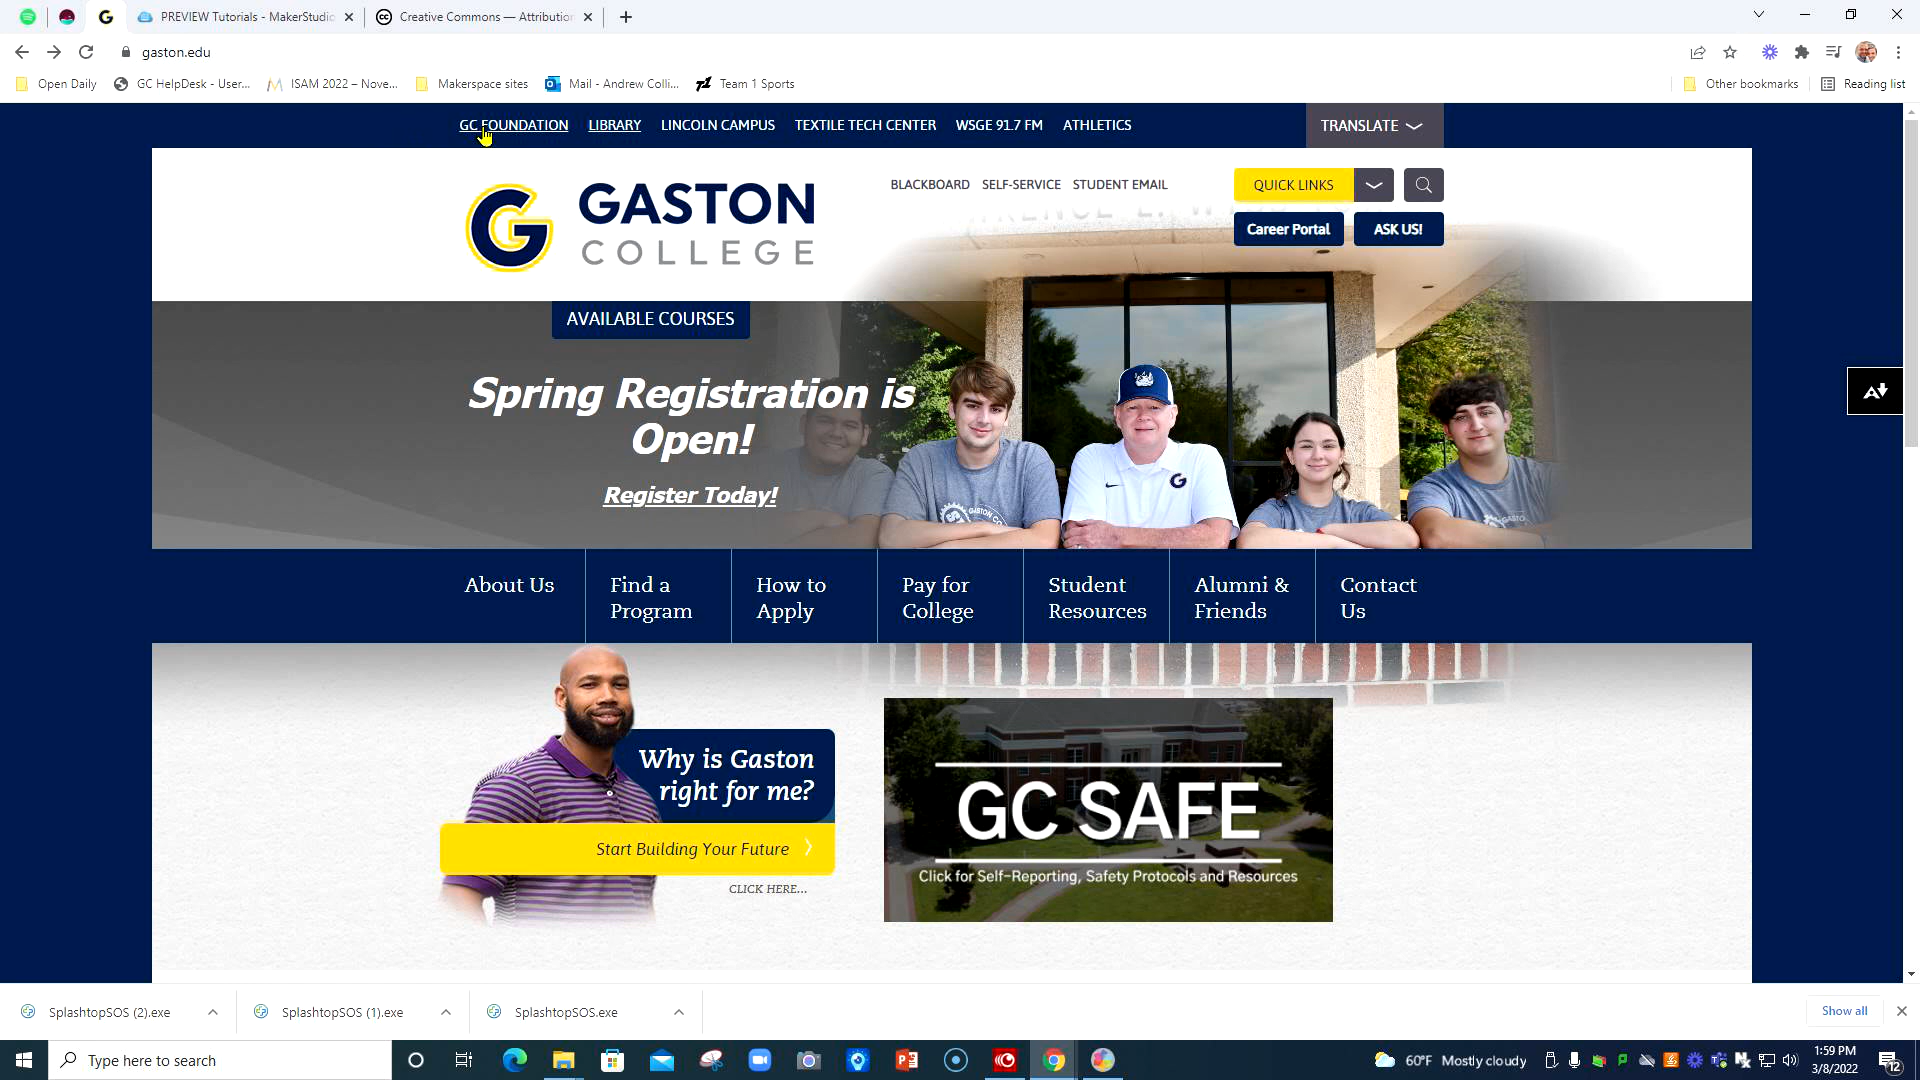 PREVIEW Tutorials - MakerStudio
Creative Commons — Attribution
gaston.edu
Open Daily
GC HelpDesk - User...
ISAM 2022 – Nove...
Makerspace sites
Mail - Andrew Colli...
Team 1 Sports
Other bookmarks
Reading list
GC FOUNDATION
LIBRARY
LINCOLN CAMPUS
TEXTILE TECH CENTER
WSGE 91.7 FM
ATHLETICS
TRANSLATE
GASTON
COLLEGE
BLACKBOARD
SELF-SERVICE
STUDENT EMAIL
QUICK LINKS
Career Portal
ASK US!
AVAILABLE COURSES
Spring Registration is
Open!
Register Today!
About Us
Find a
Program
How to
Apply
Pay for
College
Student
Resources
Alumni &
Friends
Contact
Us
Why is Gaston
right for me?
Start Building Your Future
CLICK HERE...
GC SAFE
Click for Self-Reporting, Safety Protocols and Resources
SplashtopSOS (2).exe
SplashtopSOS (1).exe
SplashtopSOS.exe
Show all
Type here to search
60°F Mostly cloudy
1:59 PM
3/8/2022
12